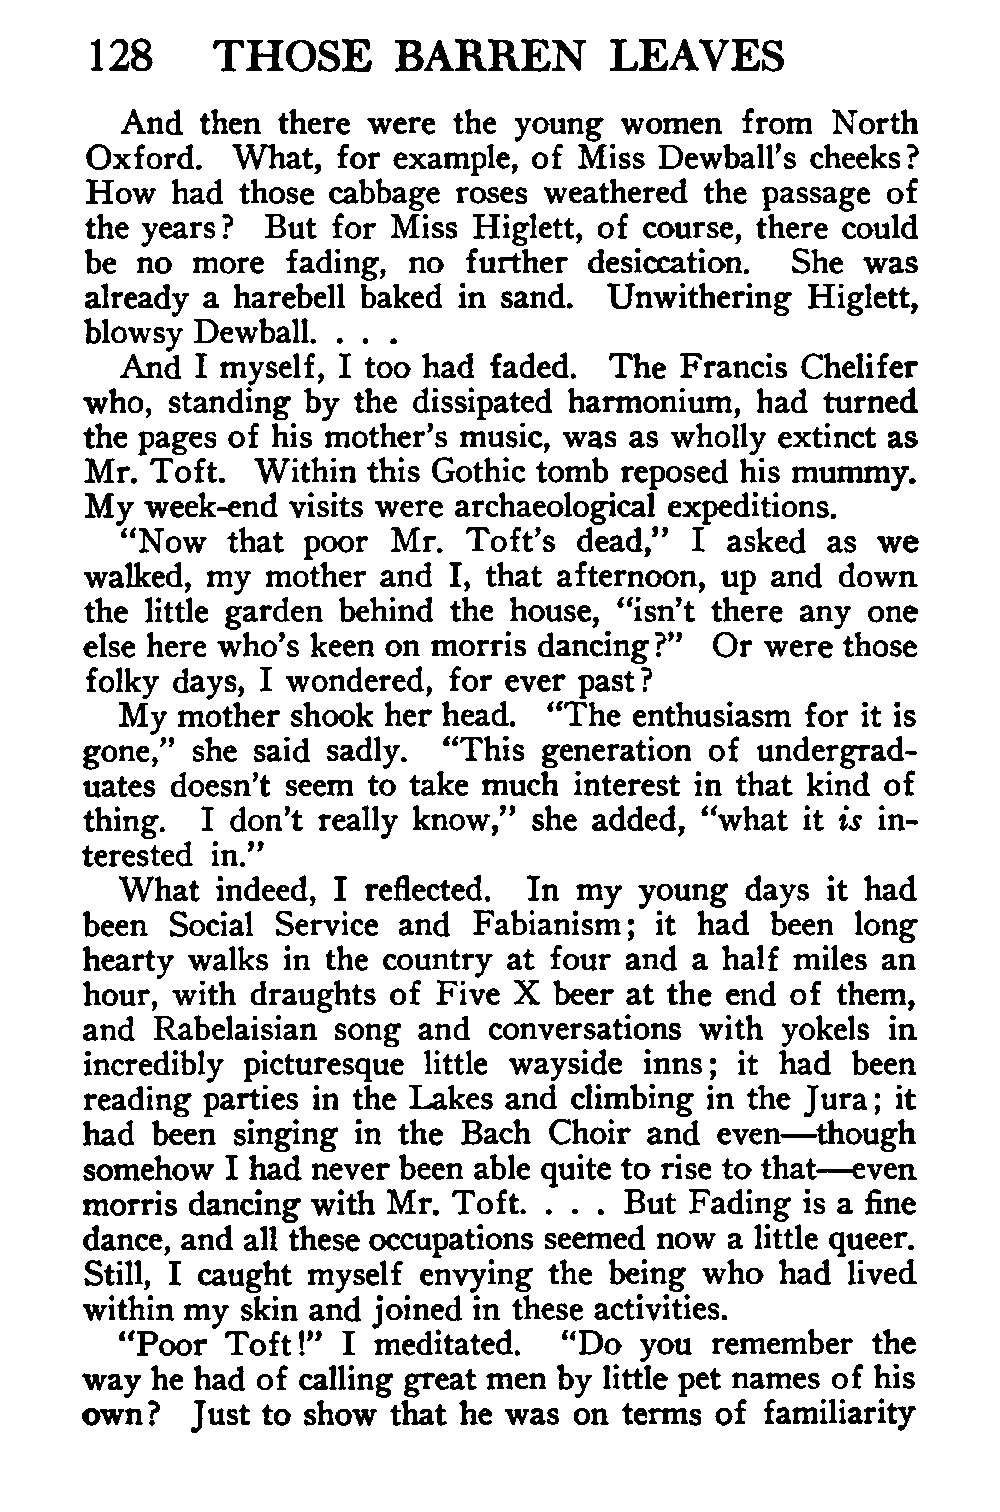 128 THOSE BARREN LEAVES
And then there were the young women from North
Oxford. What, for example, of Miss Dewball's cheeks?
How had those cabbage roses weathered the passage of
the years? But for Miss Higlett, of course, there could
be no more fading, no further desiccation. She was
already a harebell baked in sand. Unwithering Higlett,
blowsy Dewball. . . .
And I myself, I too had faded. The Francis Chelifer
who, standing by the dissipated harmonium, had turned
the pages of his mother's music, was as wholly extinct as
Mr. Toft. Within this Gothic tomb reposed his mummy.
My week-end visits were archaeological expeditions.
“Now that poor Mr. Toft's dead,” I asked as we
walked, my mother and I, that afternoon, up and down
the little garden behind the house, “isn't there any one
else here who's keen on morris dancing?” Or were those
folky days, I wondered, for ever past?
My mother shook her head. “The enthusiasm for it is
gone,” she said sadly. “This generation of undergrad-
uates doesn't seem to take much interest in that kind of
thing. I don't really know,” she added, “what it is in-
terested in.”
What indeed, I reflected. In my young days it had
been Social Service and Fabianism; it had been long
hearty walks in the country at four and a half miles an
hour, with draughts of Five X beer at the end of them,
and Rabelaisian song and conversations with yokels in
incredibly picturesque little wayside inns; it had been
reading parties in the Lakes and climbing in the Jura; it
had been singing in the Bach Choir and even—though
somehow I had never been able quite to rise to that—even
morris dancing with Mr. Toft. . . . But Fading is a fine
dance, and all these occupations seemed now a little queer.
Still, I caught myself envying the being who had lived
within my skin and joined in these activities.
“Poor Toft!” I meditated. “Do you remember the
way he had of calling great men by little pet names of his
own? Just to show that he was on terms of familiarity